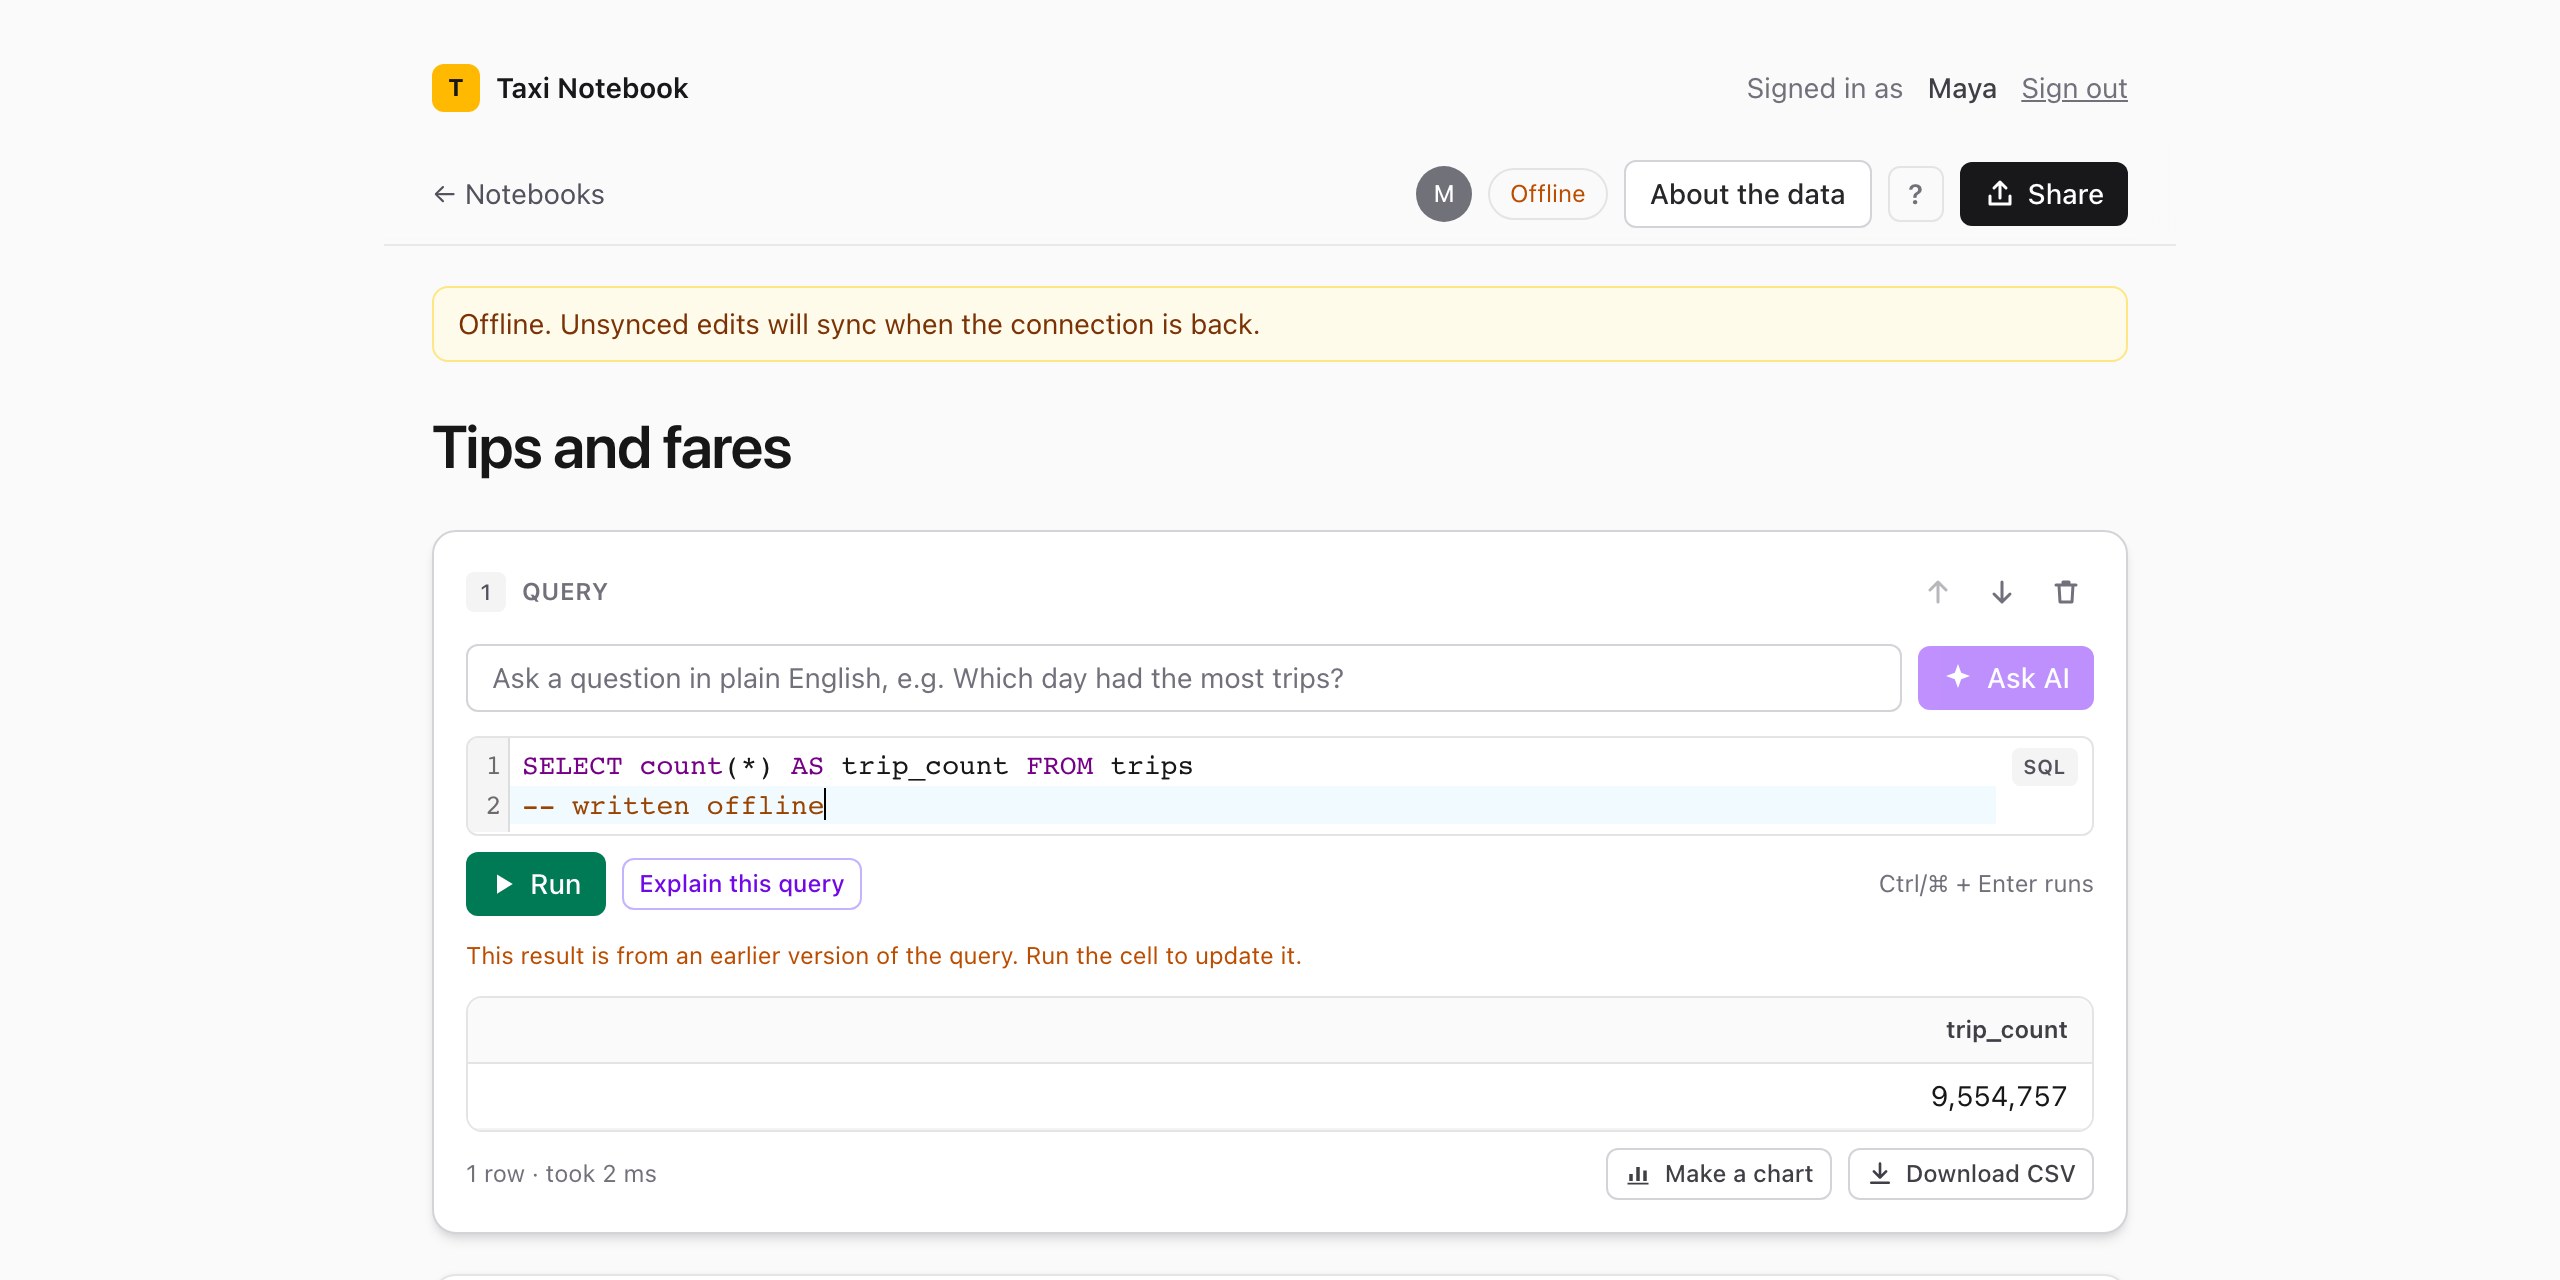 T Taxi Notebook Signed in as Maya Sign out
← Notebooks M Offline About the data ? Share
Offline. Unsynced edits will sync when the connection is back.
Tips and fares
1 QUERY
Ask a question in plain English, e.g. Which day had the most trips? Ask AI
1 SELECT count(*) AS trip_count FROM trips SQL
2 -- written offline
Run Explain this query Ctrl/⌘ + Enter runs
This result is from an earlier version of the query. Run the cell to update it.
trip_count
9,554,757
1 row · took 2 ms Make a chart Download CSV